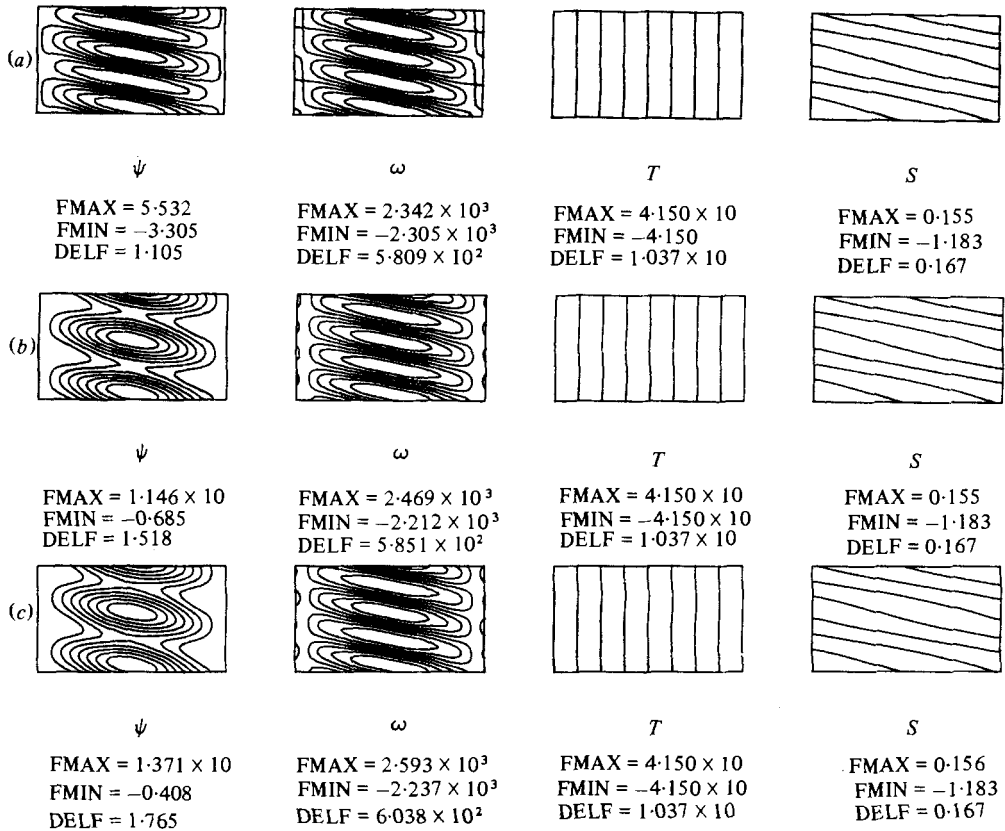 (a)
ψ ω T S
FMAX = 5·532 FMAX = 2·342 × 10³ FMAX = 4·150 × 10 FMAX = 0·155
FMIN = −3·305 FMIN = −2·305 × 10³ FMIN = −4·150 FMIN = −1·183
DELF = 1·105 DELF = 5·809 × 10² DELF = 1·037 × 10 DELF = 0·167
(b)
ψ ω T S
FMAX = 1·146 × 10 FMAX = 2·469 × 10³ FMAX = 4·150 × 10 FMAX = 0·155
FMIN = −0·685 FMIN = −2·212 × 10³ FMIN = −4·150 × 10 FMIN = −1·183
DELF = 1·518 DELF = 5·851 × 10² DELF = 1·037 × 10 DELF = 0·167
(c)
ψ ω T S
FMAX = 1·371 × 10 FMAX = 2·593 × 10³ FMAX = 4·150 × 10 FMAX = 0·156
FMIN = −0·408 FMIN = −2·237 × 10³ FMIN = −4·150 × 10 FMIN = −1·183
DELF = 1·765 DELF = 6·038 × 10² DELF = 1·037 × 10 DELF = 0·167